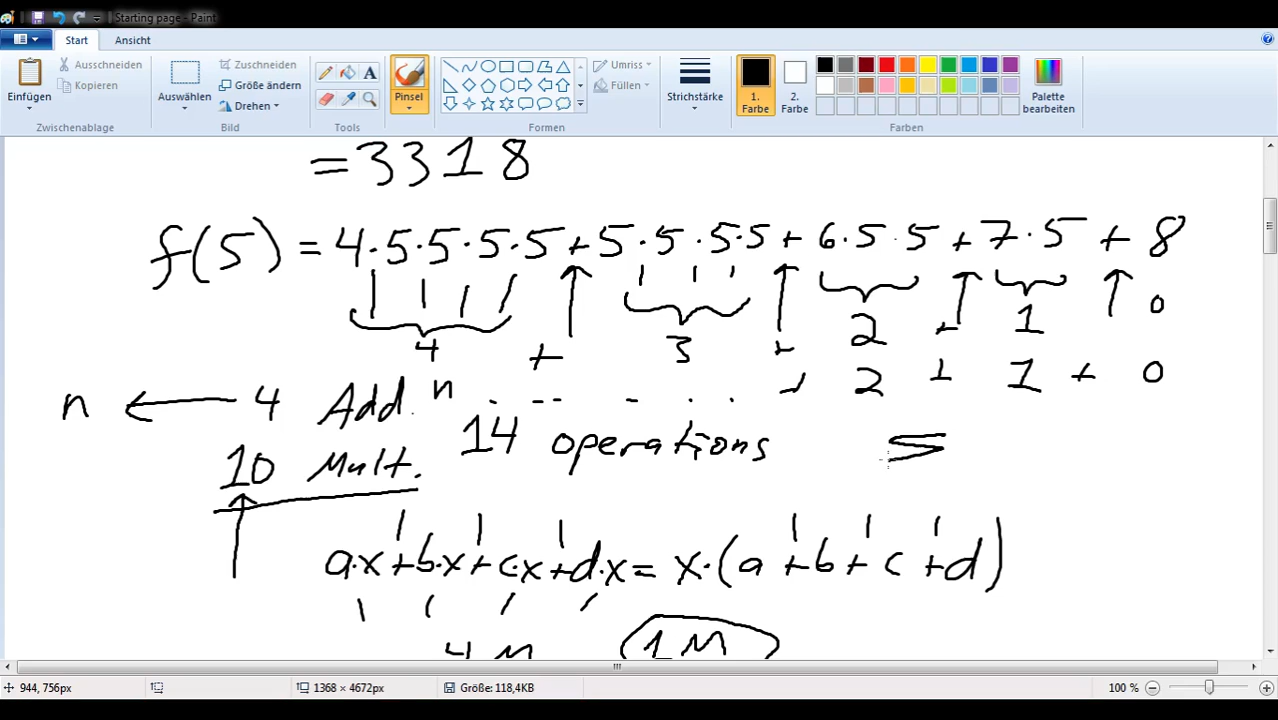 Starting page - Paint
Start Ansicht
Einfügen
Ausschneiden
Kopieren
Zwischenablage
Auswählen
Zuschneiden
Größe ändern
Drehen
Bild
A
Tools
Pinsel
Umriss
Füllen
Formen
Strichstärke
1. Farbe
2. Farbe
Palette bearbeiten
Farben
=3318
f(5) = 4·5·5·5·5 + 5·5·5·5 + 6·5·5 + 7·5 + 8
4 + 3 + 2 + 1 0
+ 2 + 1 + 0
n ← 4 Add. n
14 operations
10 Mult.
a·x+b·x+c·x+d·x = x·(a+b+c+d)
4 M 1M
944, 756px
1368 × 4672px
Größe: 118,4KB
100 %